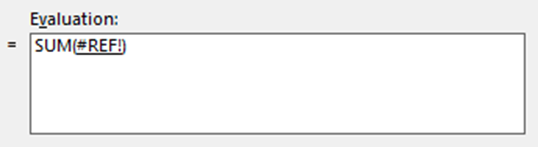 Evaluation:
= SUM(#REF!)